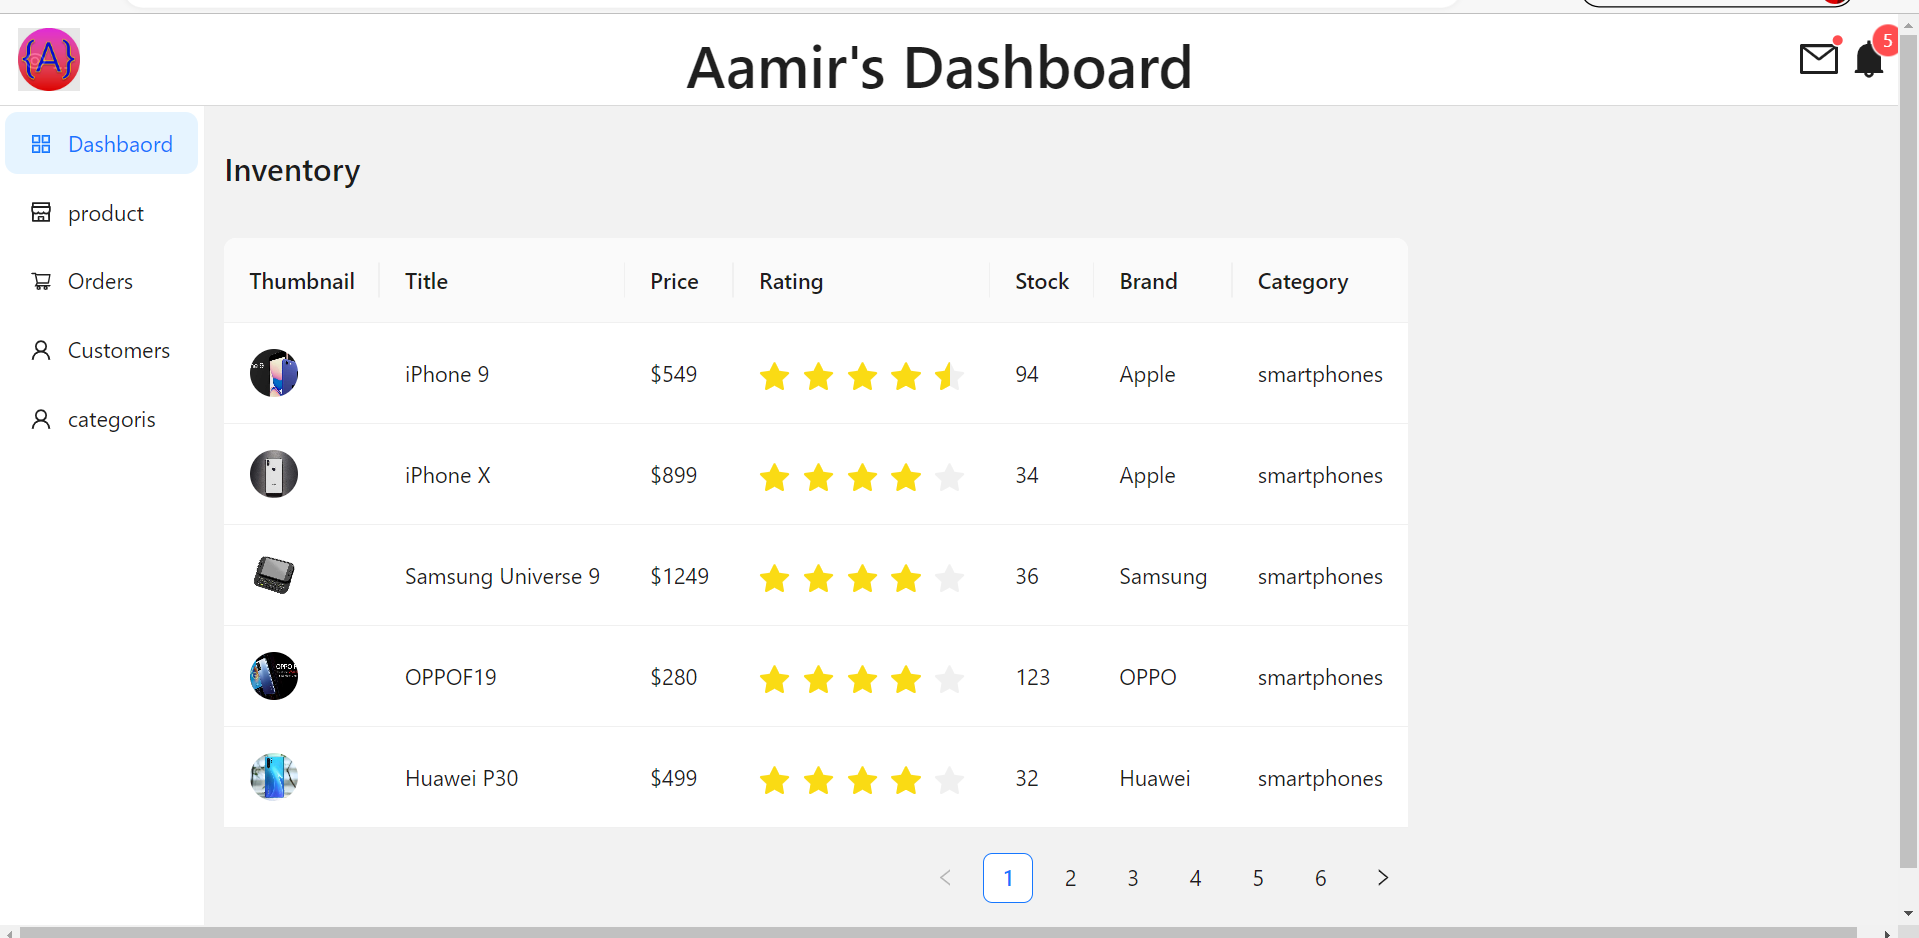 {A}
Aamir's Dashboard
5
Dashbaord
product
Orders
Customers
categoris
Inventory
Thumbnail Title Price Rating Stock Brand Category
iPhone 9 $549 94 Apple smartphones
iPhone X $899 34 Apple smartphones
Samsung Universe 9 $1249 36 Samsung smartphones
OPPOF19 $280 123 OPPO smartphones
Huawei P30 $499 32 Huawei smartphones
< 1 2 3 4 5 6 >